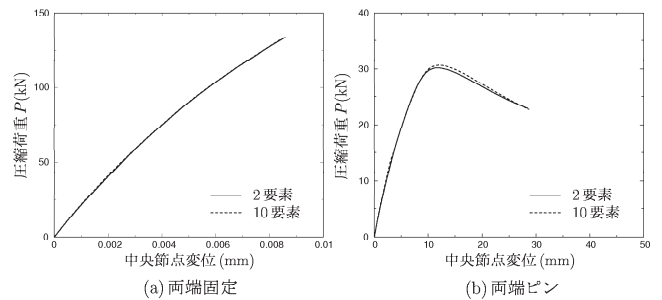 150
100
50
0
圧縮荷重 P (kN)
0
0.002
0.004
0.006
0.008
0.01
中央節点変位 (mm)
2 要素
10 要素
(a) 両端固定
40
30
20
10
0
圧縮荷重 P (kN)
0
10
20
30
40
50
中央節点変位 (mm)
2 要素
10 要素
(b) 両端ピン